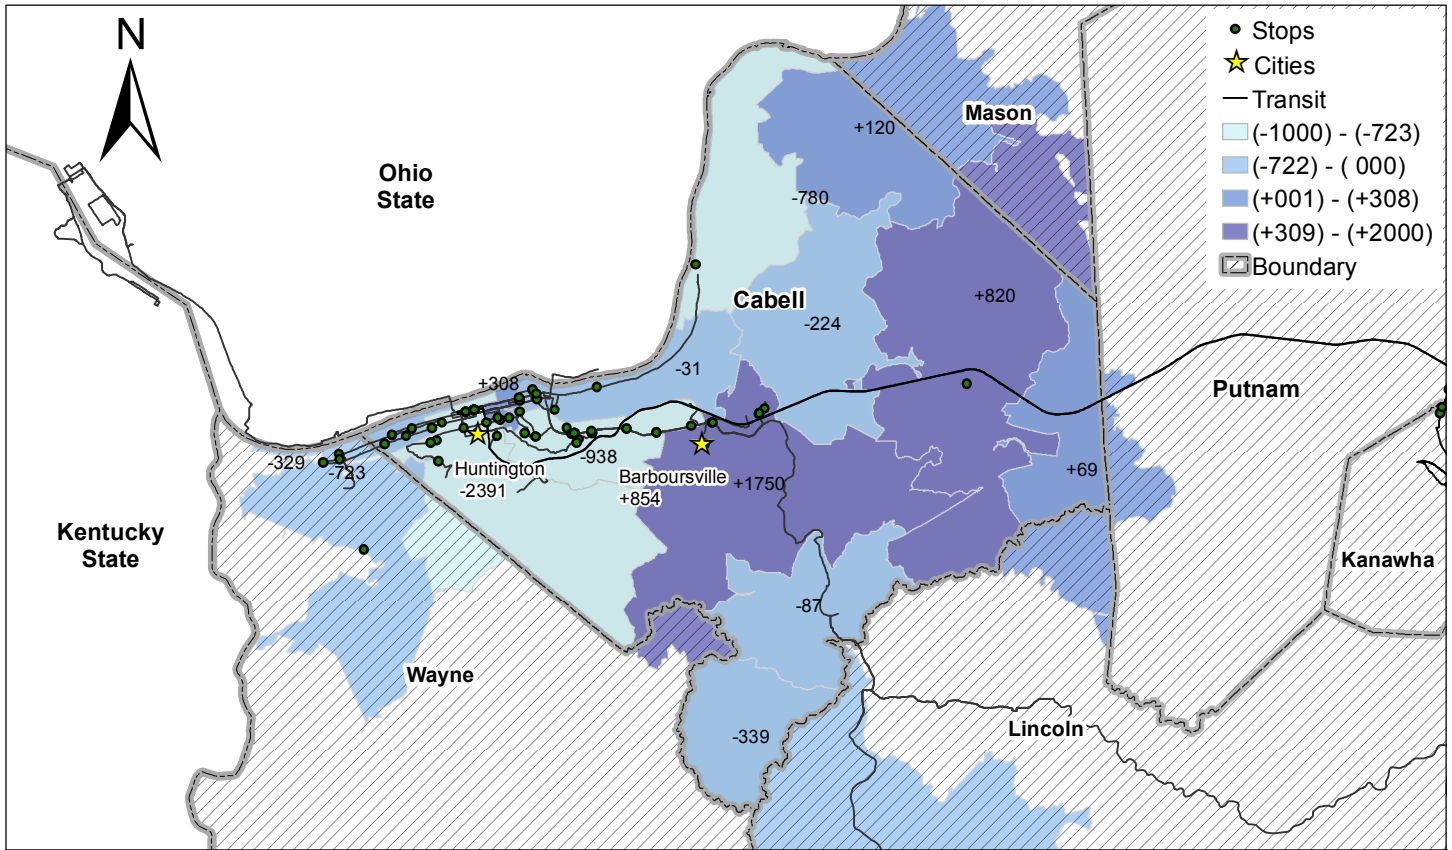 N
Stops
Cities
Transit
(-1000) - (-723)
(-722) - ( 000)
(+001) - (+308)
(+309) - (+2000)
Boundary
Mason
+120
Ohio
State
-780
Cabell
+820
-224
-31
+308
Putnam
-329
-723
Huntington
-2391
-938
Barboursville
+854
+1750
+69
Kentucky
State
Kanawha
-87
Wayne
Lincoln
-339